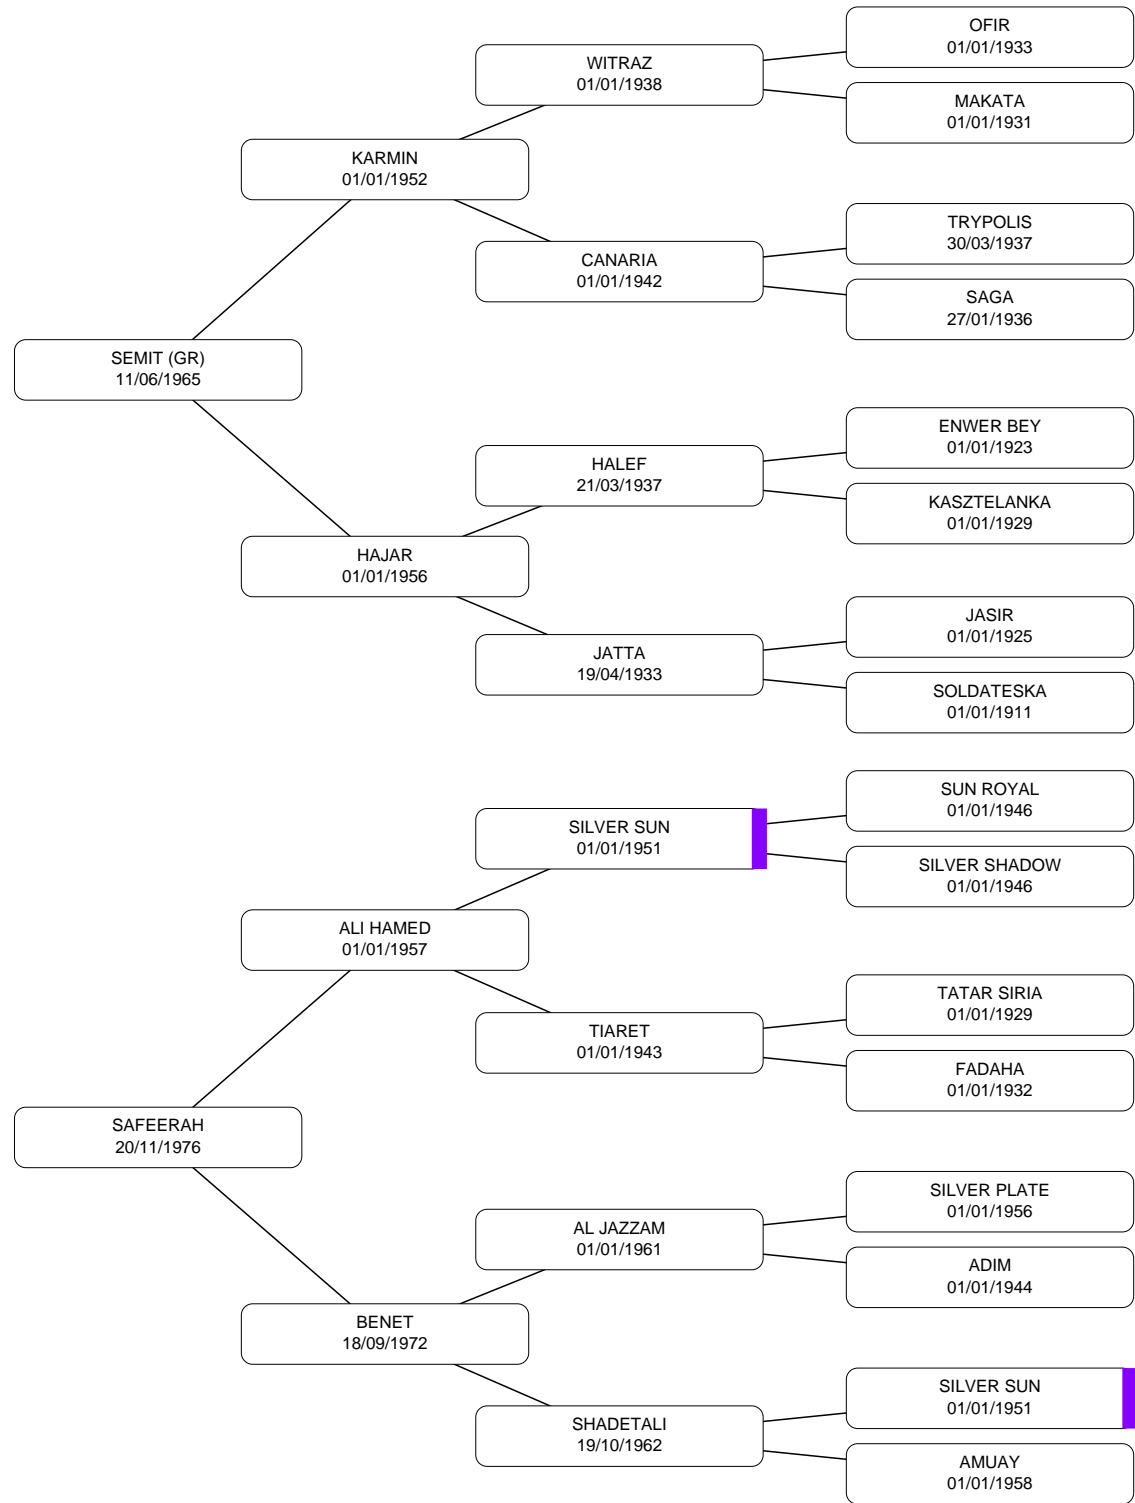 OFIR
01/01/1933
WITRAZ
01/01/1938
MAKATA
01/01/1931
KARMIN
01/01/1952
TRYPOLIS
30/03/1937
CANARIA
01/01/1942
SAGA
27/01/1936
SEMIT (GR)
11/06/1965
ENWER BEY
01/01/1923
HALEF
21/03/1937
KASZTELANKA
01/01/1929
HAJAR
01/01/1956
JASIR
01/01/1925
JATTA
19/04/1933
SOLDATESKA
01/01/1911
SUN ROYAL
01/01/1946
SILVER SUN
01/01/1951
SILVER SHADOW
01/01/1946
ALI HAMED
01/01/1957
TATAR SIRIA
01/01/1929
TIARET
01/01/1943
FADAHA
01/01/1932
SAFEERAH
20/11/1976
SILVER PLATE
01/01/1956
AL JAZZAM
01/01/1961
ADIM
01/01/1944
BENET
18/09/1972
SILVER SUN
01/01/1951
SHADETALI
19/10/1962
AMUAY
01/01/1958